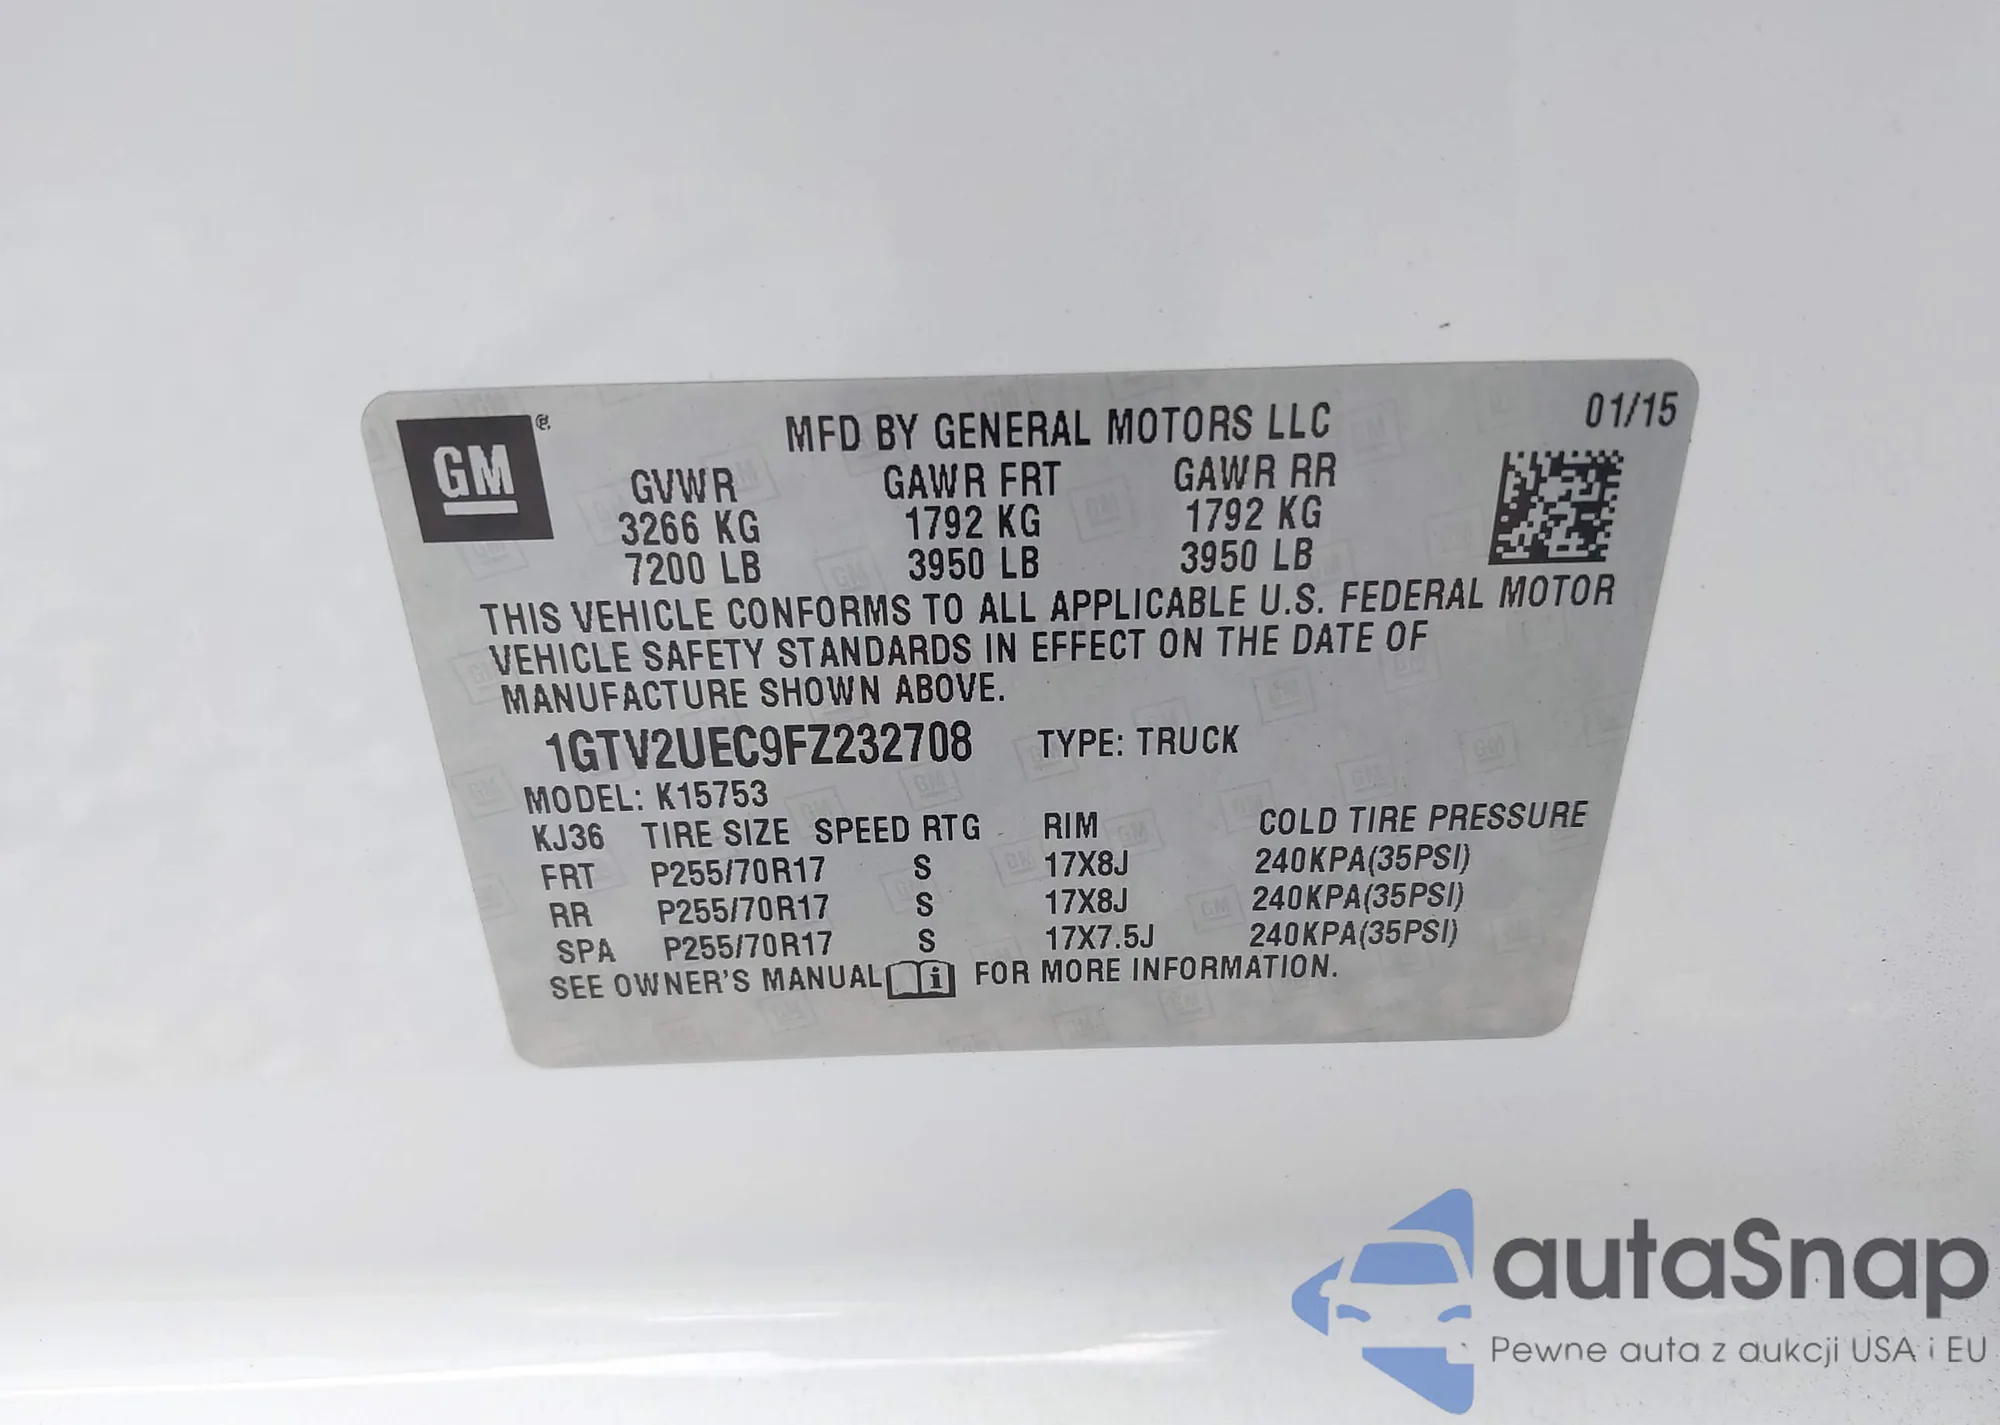 GM®
MFD BY GENERAL MOTORS LLC
01/15
GVWR GAWR FRT GAWR RR
3266 KG 1792 KG 1792 KG
7200 LB 3950 LB 3950 LB
THIS VEHICLE CONFORMS TO ALL APPLICABLE U.S. FEDERAL MOTOR
VEHICLE SAFETY STANDARDS IN EFFECT ON THE DATE OF
MANUFACTURE SHOWN ABOVE.
1GTV2UEC9FZ232708 TYPE: TRUCK
MODEL: K15753
KJ36 TIRE SIZE SPEED RTG RIM COLD TIRE PRESSURE
FRT P255/70R17 S 17X8J 240KPA(35PSI)
RR P255/70R17 S 17X8J 240KPA(35PSI)
SPA P255/70R17 S 17X7.5J 240KPA(35PSI)
SEE OWNER'S MANUAL i FOR MORE INFORMATION.
autaSnap
Pewne auta z aukcji USA i EU